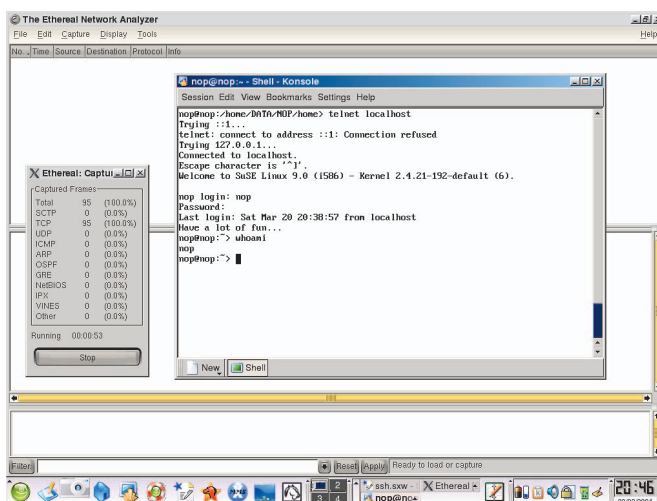 The Ethereal Network Analyzer
File Edit Capture Display Tools Help
No. Time Source Destination Protocol Info
nop@nop:~ - Shell - Konsole
Session Edit View Bookmarks Settings Help
nop@nop:/home/DATA/NOP/home> telnet localhost
Trying ::1...
telnet: connect to address ::1: Connection refused
Trying 127.0.0.1...
Connected to localhost.
Escape character is '^]'.
Welcome to SuSE Linux 9.0 (i586) - Kernel 2.4.21-192-default (6).
nop login: nop
Password:
Last login: Sat Mar 20 20:38:57 from localhost
Have a lot of fun...
nop@nop:~> whoami
nop
nop@nop:~>
New Shell
Ethereal: Captur
Captured Frames
Total 95 (100.0%)
SCTP 0 (0.0%)
TCP 95 (100.0%)
UDP 0 (0.0%)
ICMP 0 (0.0%)
ARP 0 (0.0%)
OSPF 0 (0.0%)
GRE 0 (0.0%)
NetBIOS 0 (0.0%)
IPX 0 (0.0%)
VINES 0 (0.0%)
Other 0 (0.0%)
Running 00:00:53
Stop
Filter: Reset Apply Ready to load or capture
2
3 4
ssh.sxw - Ethereal
nop@no
20:46